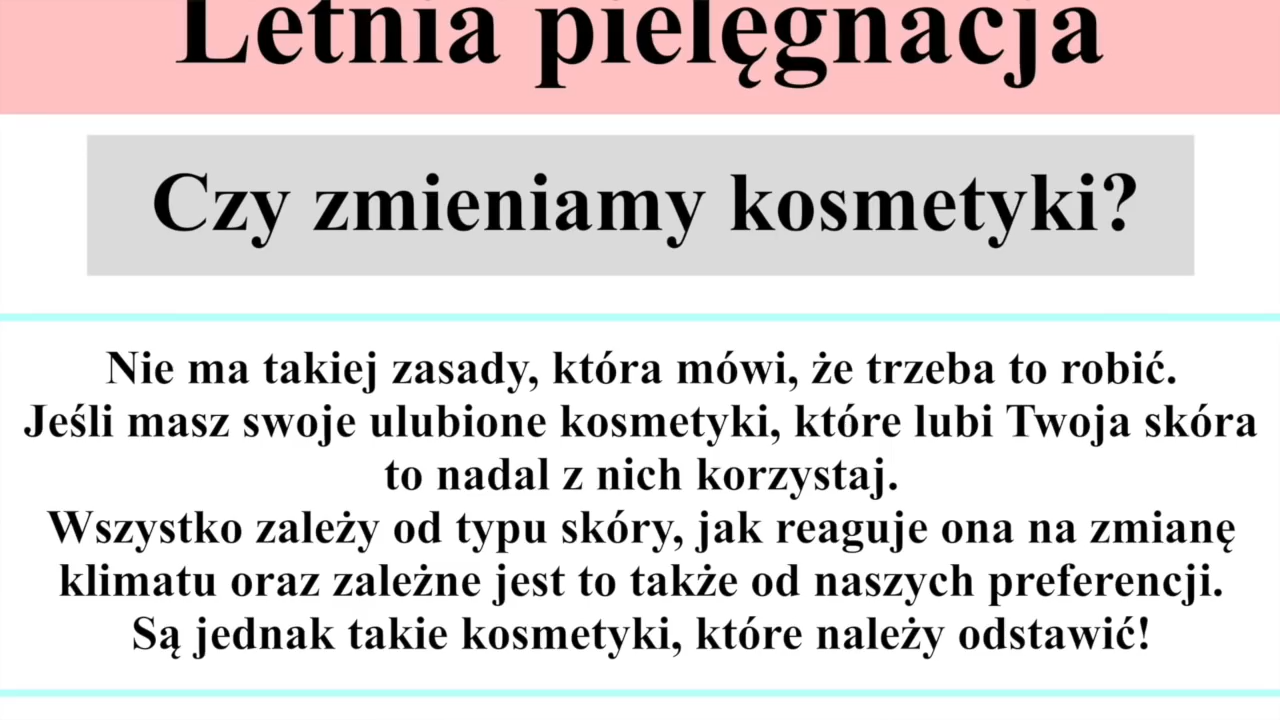 Letnia pielęgnacja
Czy zmieniamy kosmetyki?
Nie ma takiej zasady, która mówi, że trzeba to robić.
Jeśli masz swoje ulubione kosmetyki, które lubi Twoja skóra
to nadal z nich korzystaj.
Wszystko zależy od typu skóry, jak reaguje ona na zmianę
klimatu oraz zależne jest to także od naszych preferencji.
Są jednak takie kosmetyki, które należy odstawić!